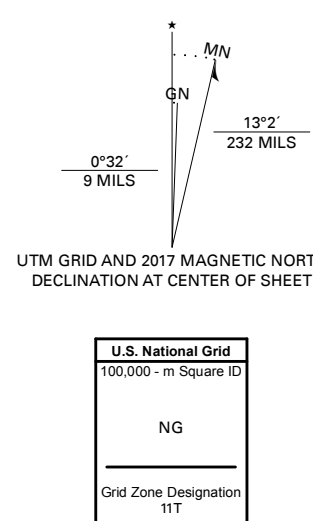 ★
MN
GN
13°2´
232 MILS
0°32´
9 MILS
UTM GRID AND 2017 MAGNETIC NORT
DECLINATION AT CENTER OF SHEET
U.S. National Grid
100,000 - m Square ID
NG
Grid Zone Designation
11T